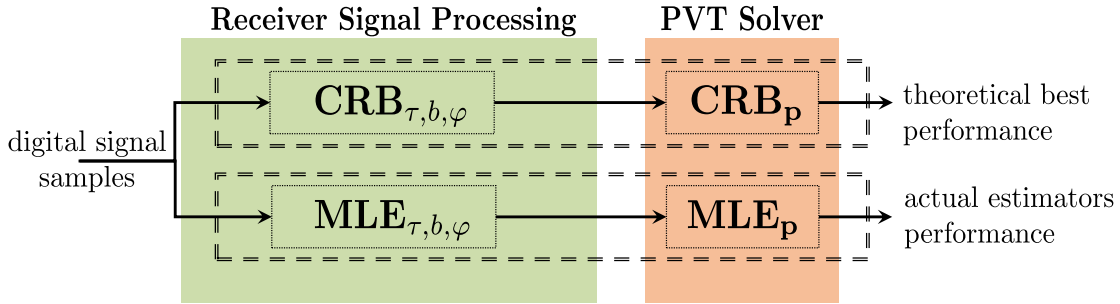 Receiver Signal Processing
PVT Solver
digital signal
samples
CRB_{τ,b,φ}
CRB_p
theoretical best
performance
MLE_{τ,b,φ}
MLE_p
actual estimators
performance